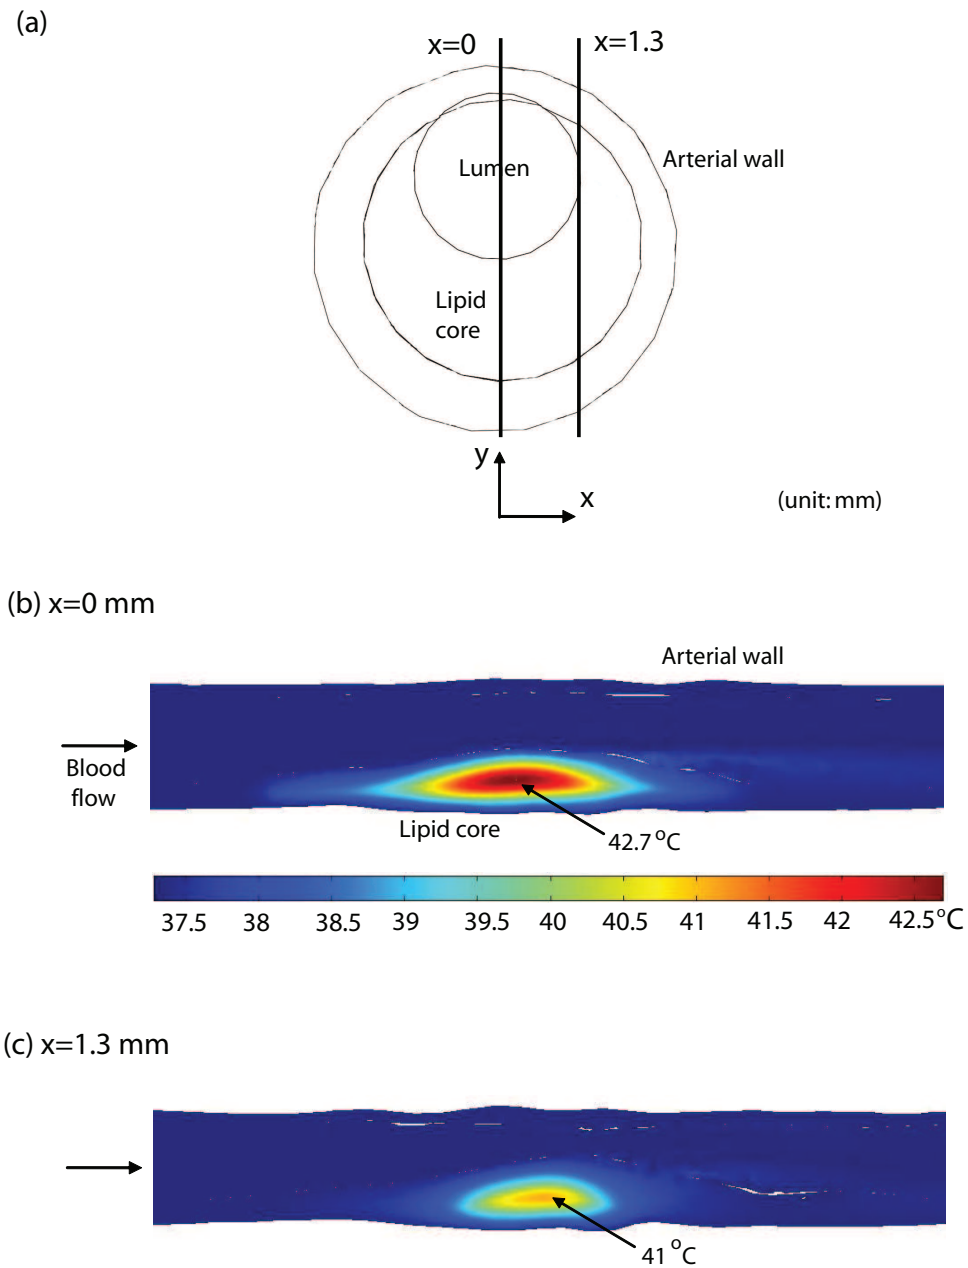 (a)
x=0
x=1.3
Arterial wall
Lumen
Lipid
core
y
x
(unit: mm)
(b) x=0 mm
Arterial wall
Blood
flow
Lipid core
42.7 °C
37.5 38 38.5 39 39.5 40 40.5 41 41.5 42 42.5°C
(c) x=1.3 mm
41 °C